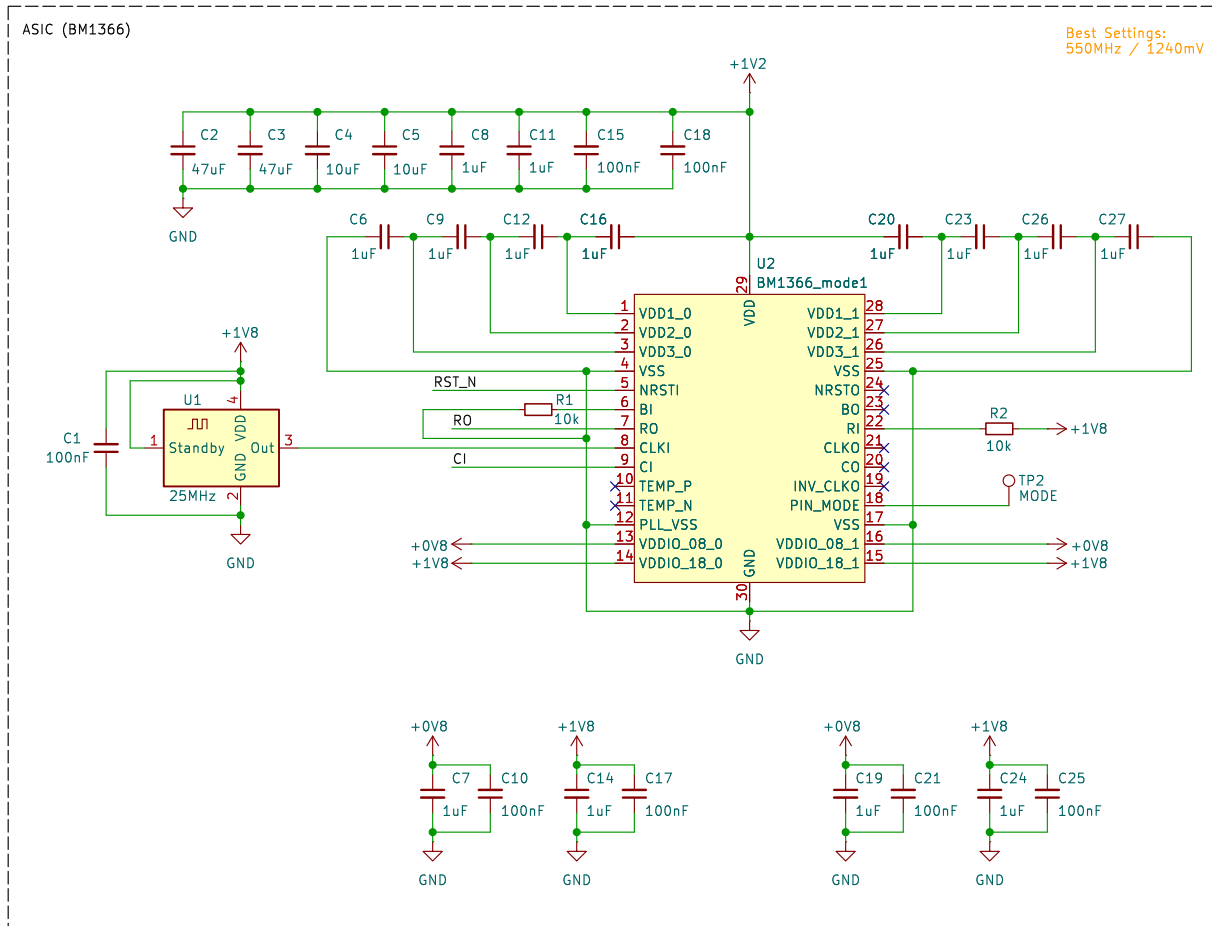 ASIC (BM1366)
Best Settings:
550MHz / 1240mV
+1V2
C2
C3
C4
C5
C8
C11
C15
C18
47uF
47uF
10uF
10uF
1uF
1uF
100nF
100nF
GND
C6
C9
C12
C16
C20
C23
C26
C27
1uF
1uF
1uF
1uF
1uF
1uF
1uF
1uF
U2
BM1366_mode1
29
VDD
1 VDD1_0
2 VDD2_0
3 VDD3_0
4 VSS
5 NRSTI
6 BI
7 RO
8 CLKI
9 CI
10 TEMP_P
11 TEMP_N
12 PLL_VSS
13 VDDIO_08_0
14 VDDIO_18_0
VDD1_1 28
VDD2_1 27
VDD3_1 26
VSS 25
NRSTO 24
BO 23
RI 22
CLKO 21
CO 20
INV_CLKO 19
PIN_MODE 18
VSS 17
VDDIO_08_1 16
VDDIO_18_1 15
GND
30
GND
RST_N
R1
10k
RO
CI
+0V8
+1V8
R2
10k
+1V8
TP2
MODE
+0V8
+1V8
+1V8
U1
4
VDD
1
Standby
Out
3
GND
2
25MHz
C1
100nF
GND
+0V8
C7
C10
1uF
100nF
GND
+1V8
C14
C17
1uF
100nF
GND
+0V8
C19
C21
1uF
100nF
GND
+1V8
C24
C25
1uF
100nF
GND